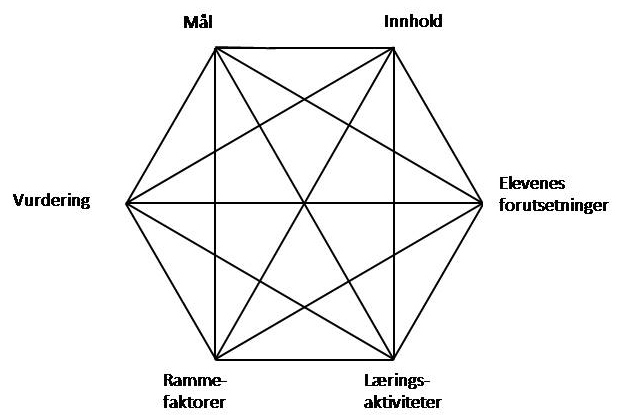 Mål
Innhold
Vurdering
Elevenes
forutsetninger
Ramme-
faktorer
Lærings-
aktiviteter